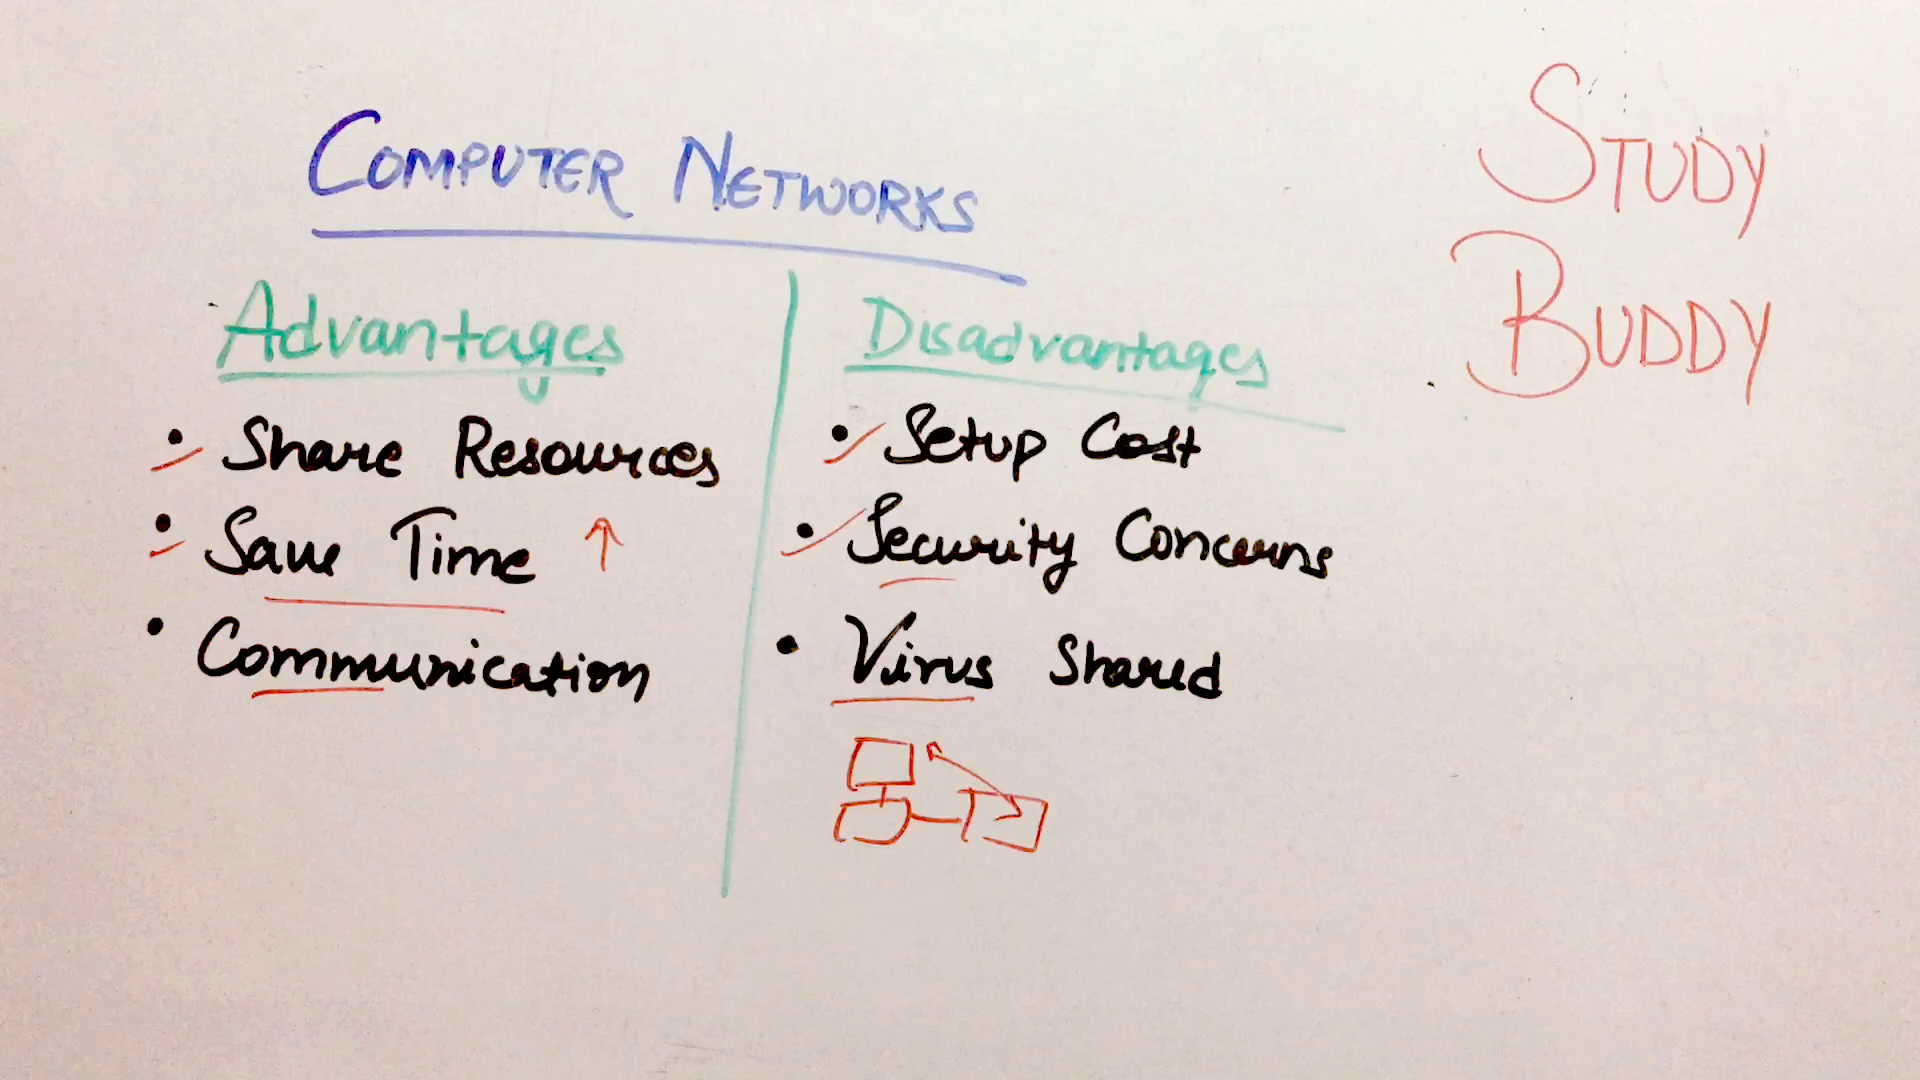 COMPUTER NETWORKS
STUDY
BUDDY
Advantages
• Share Resources
• Save Time ↑
• Communication
Disadvantages
• Setup Cost
• Security Concerns
• Virus Shared